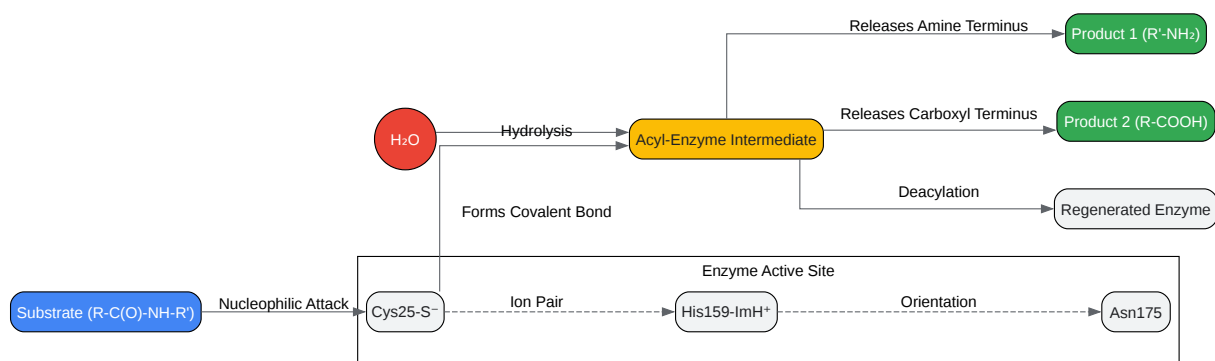 Releases Amine Terminus
Product 1 (R'-NH₂)
H₂O
Hydrolysis
Acyl-Enzyme Intermediate
Releases Carboxyl Terminus
Product 2 (R-COOH)
Forms Covalent Bond
Deacylation
Regenerated Enzyme
Enzyme Active Site
Substrate (R-C(O)-NH-R')
Nucleophilic Attack
Cys25-S⁻
Ion Pair
His159-ImH⁺
Orientation
Asn175